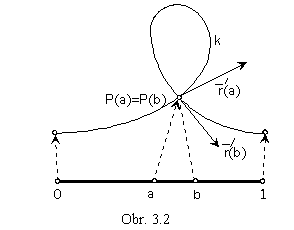 k
r̅′(a)
P(a)=P(b)
r̅′(b)
0 a b 1
Obr. 3.2